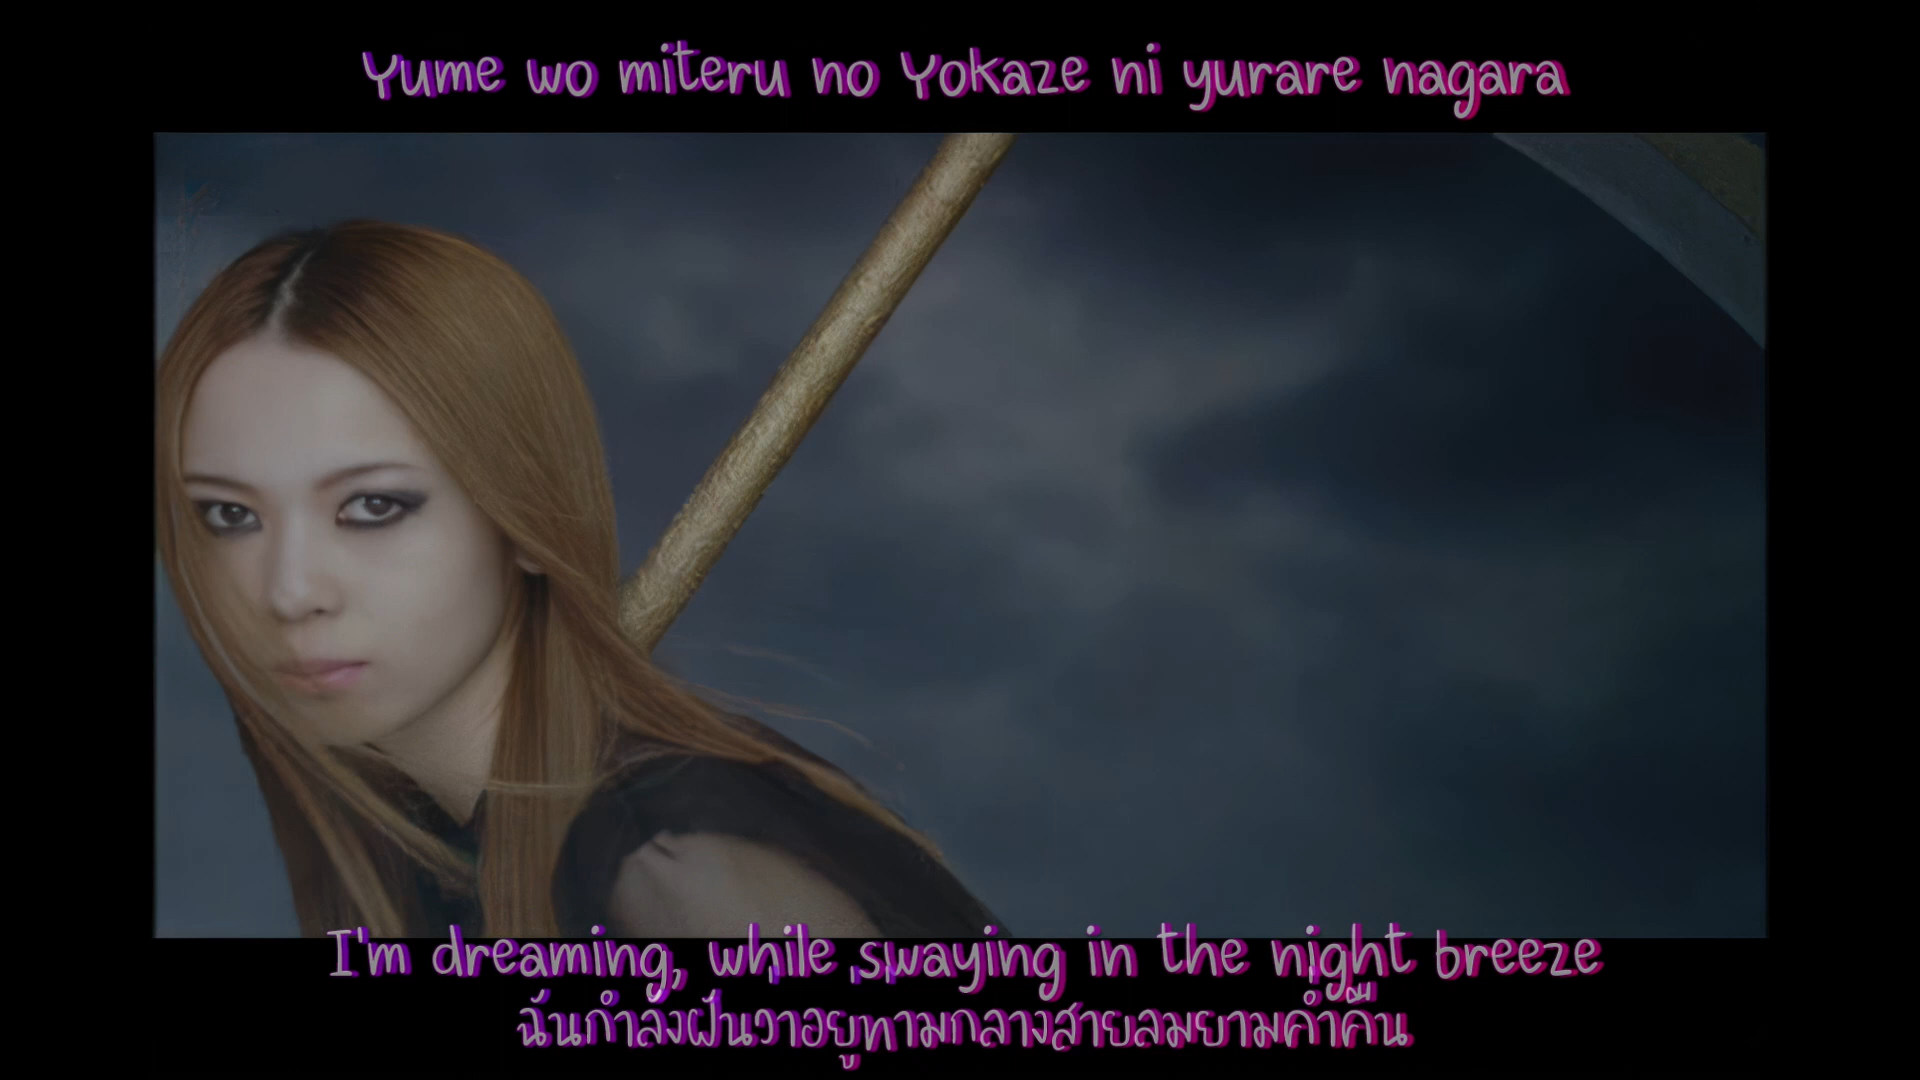 Yume wo miteru no Yokaze ni yurare nagara
I'm dreaming, while swaying in the night breeze
ฉันกำลังฝันว่าอยู่ท่ามกลางสายลมยามค่ำคืน